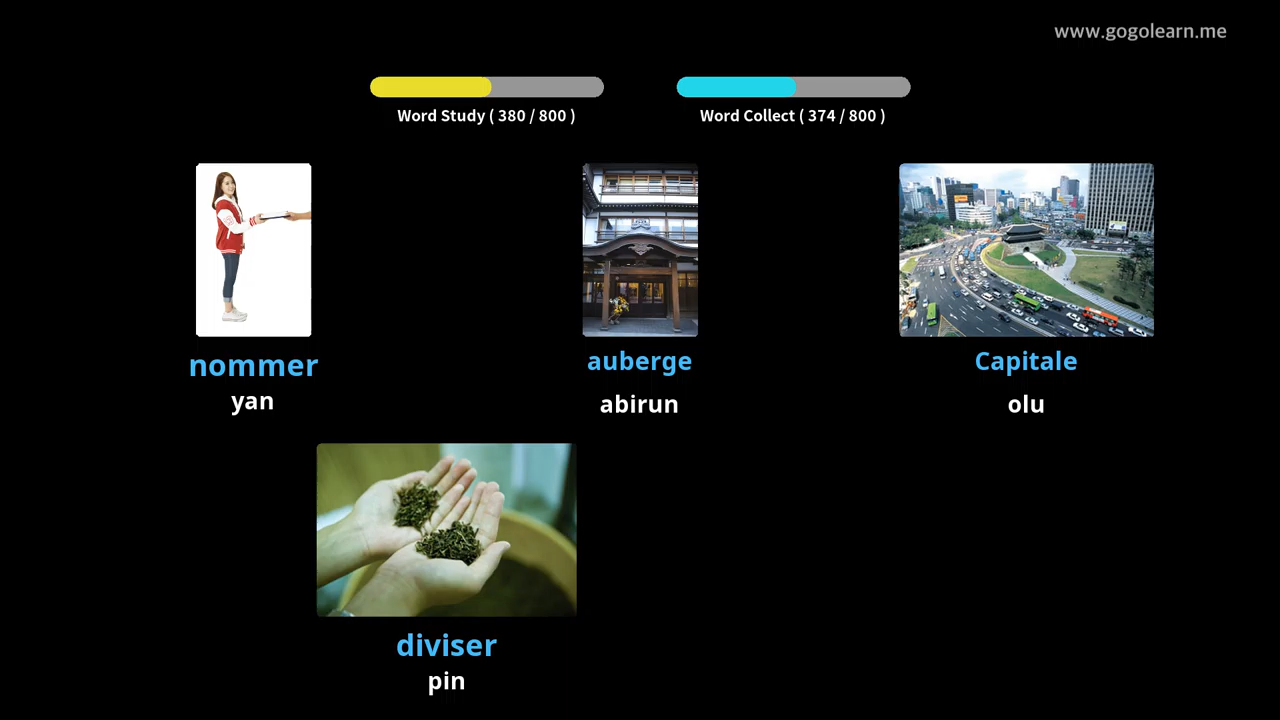 www.gogolearn.me
Word Study ( 380 / 800 )
Word Collect ( 374 / 800 )
nommer
yan
auberge
abirun
Capitale
olu
diviser
pin